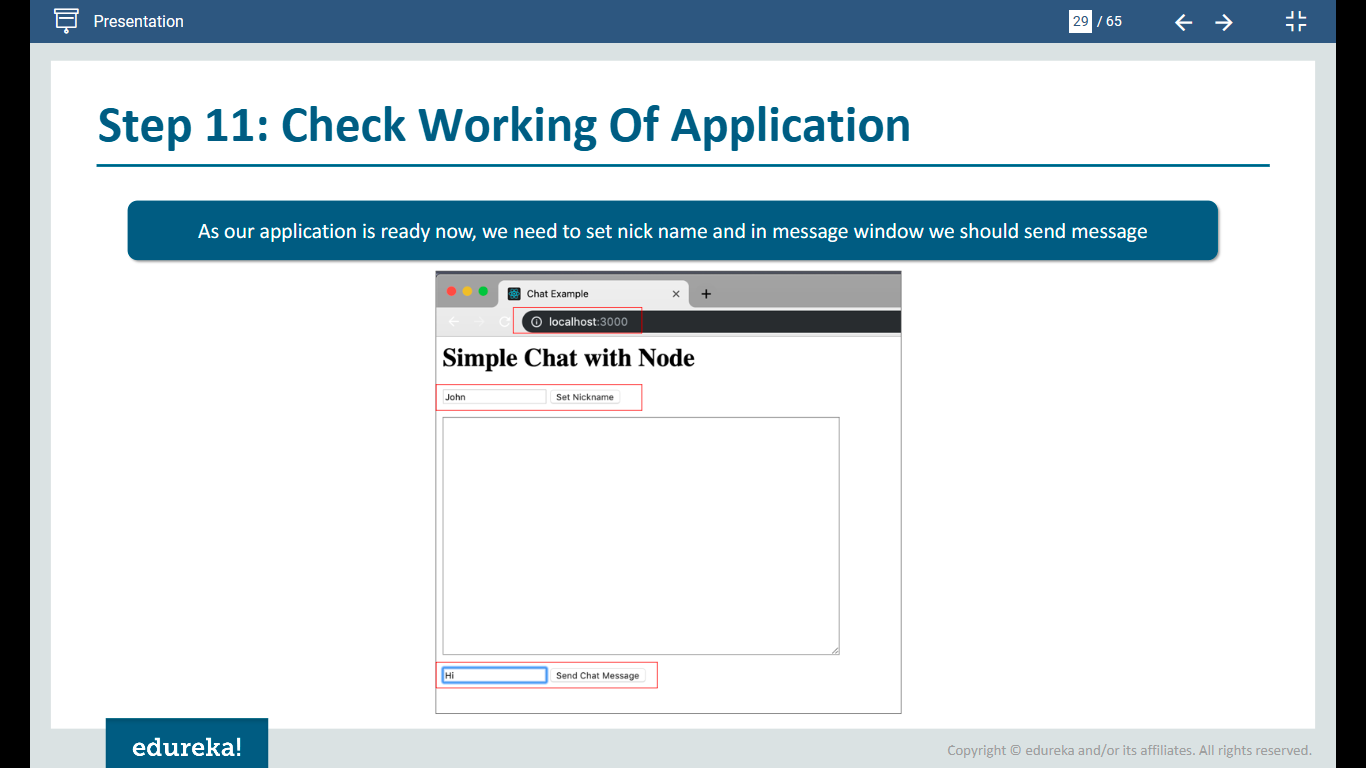 Presentation
29 / 65
Step 11: Check Working Of Application
As our application is ready now, we need to set nick name and in message window we should send message
Chat Example
localhost:3000
Simple Chat with Node
John Set Nickname
Hi Send Chat Message
edureka!
Copyright © edureka and/or its affiliates. All rights reserved.